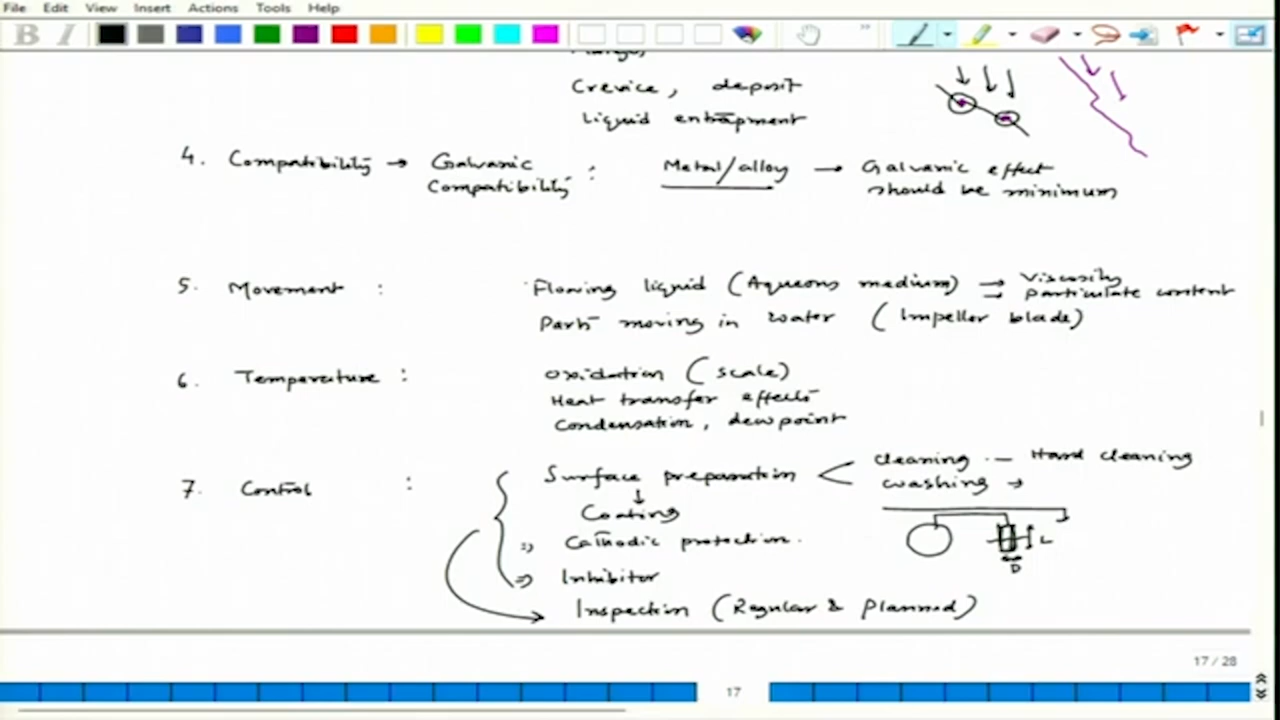 File Edit View Insert Actions Tools Help
Crevice, deposit
Liquid entrapment
4. Compatibility → Galvanic Compatibility : Metal/alloy → Galvanic effect should be minimum
5. Movement : Flowing liquid (Aqueous medium) → Viscosity
→ particulate content
Parts moving in water (Impeller blade)
6. Temperature : Oxidation (scale)
Heat transfer effects
Condensation, dew point
7. Control : Surface preparation < cleaning — Hand cleaning
washing →
↓
Coating
⇒ Cathodic protection.
L
D
⇒ Inhibitor
Inspection (Regular & Planned)
17 / 28
17